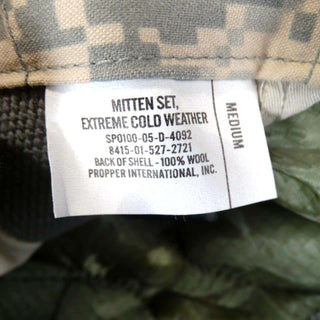 MITTEN SET,
EXTREME COLD WEATHER
SPO100-05-D-4092
8415-01-527-2721
BACK OF SHELL-100% WOOL
PROPPER INTERNATIONAL, INC.
MEDIUM